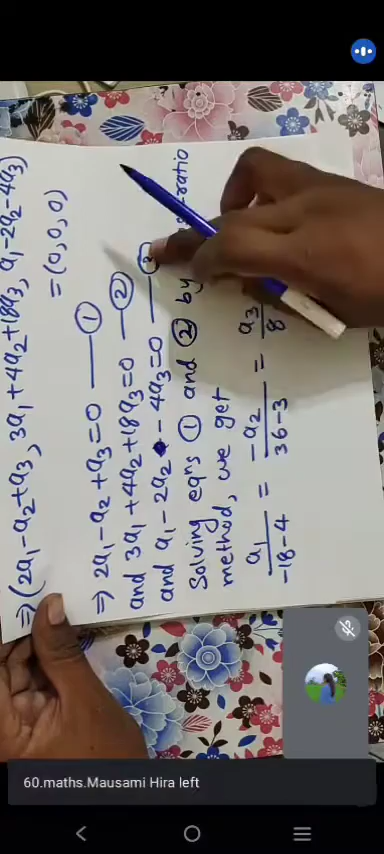 ⇒ (2a₁-a₂+a₃, 3a₁+4a₂+18a₃, a₁-2a₂-4a₃)
= (0, 0, 0)
⇒ 2a₁-a₂+a₃=0 — ①
and 3a₁+4a₂+18a₃=0 — ②
and a₁-2a₂ -4a₃=0 — ③
Solving eqns ① and ② by -ratio
method, we get
a₁/-18-4 = -a₂/36-3 = a₃/8
60.maths.Mausami Hira left